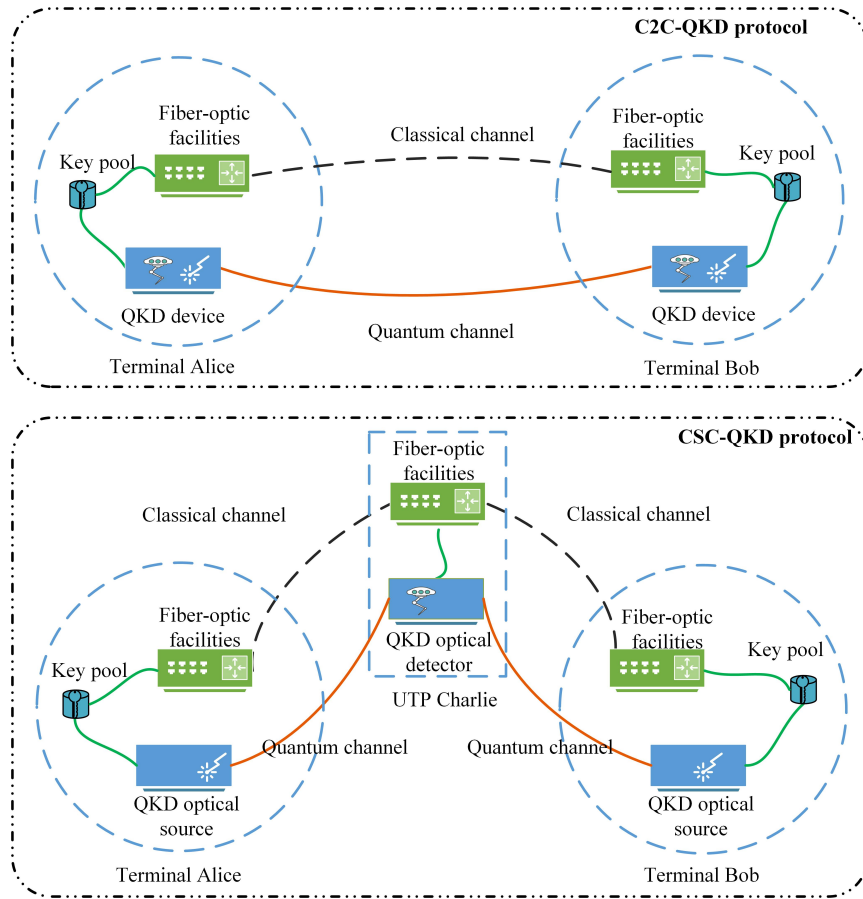 C2C-QKD protocol
Fiber-optic
facilities
Classical channel
Fiber-optic
facilities
Key pool
Key pool
QKD device
Quantum channel
QKD device
Terminal Alice
Terminal Bob
CSC-QKD protocol
Fiber-optic
facilities
Classical channel
Classical channel
Fiber-optic
facilities
QKD optical
detector
Fiber-optic
facilities
Key pool
Key pool
UTP Charlie
Quantum channel
Quantum channel
QKD optical
source
QKD optical
source
Terminal Alice
Terminal Bob